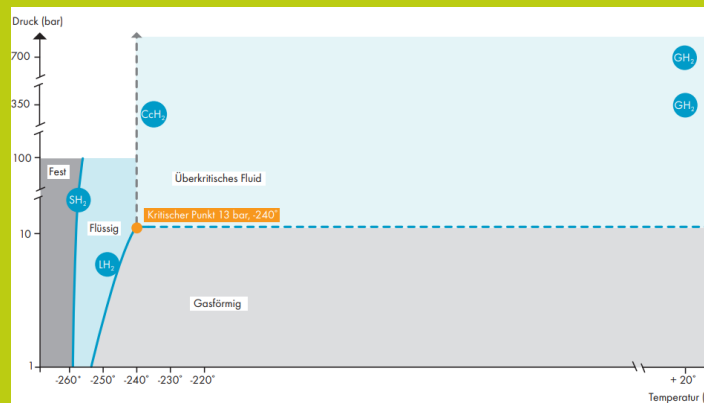 Druck (bar)
700
GH₂
350
CcH₂
GH₂
100
Fest
Überkritisches Fluid
SH₂
Kritischer Punkt 13 bar, -240°
Flüssig
10
LH₂
Gasförmig
1
-260° -250° -240° -230° -220° + 20°
Temperatur (